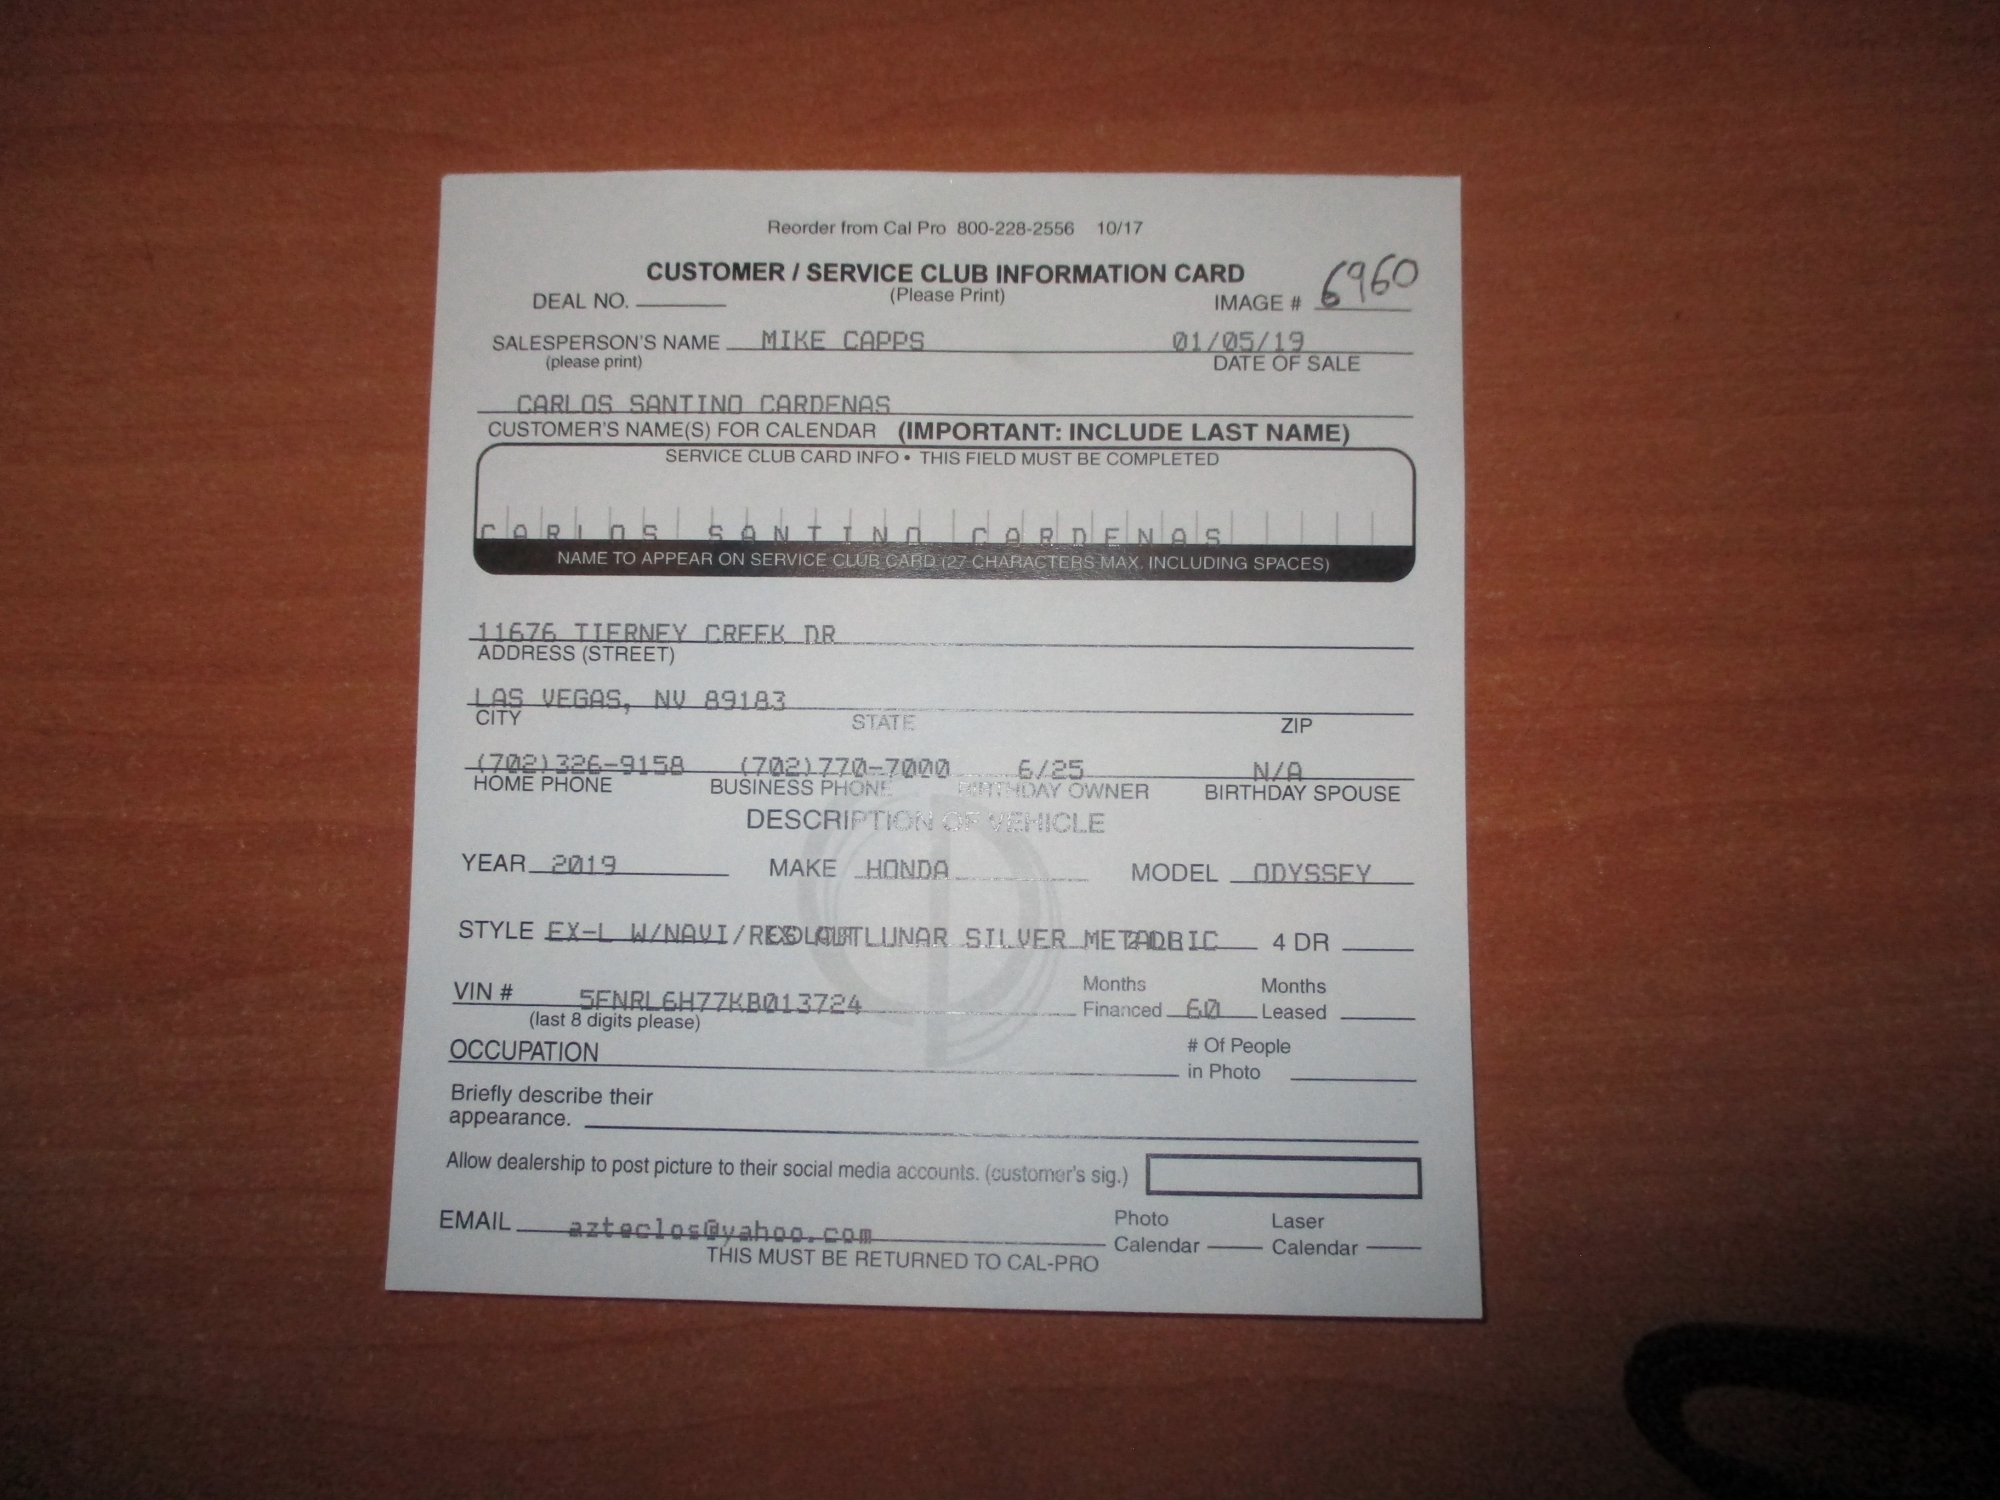 Reorder from Cal Pro 800-228-2556 10/17
CUSTOMER / SERVICE CLUB INFORMATION CARD
DEAL NO. (Please Print) IMAGE # 6960
SALESPERSON'S NAME MIKE CAPPS 01/05/19
(please print) DATE OF SALE
CARLOS SANTINO CARDENAS
CUSTOMER'S NAME(S) FOR CALENDAR (IMPORTANT: INCLUDE LAST NAME)
SERVICE CLUB CARD INFO • THIS FIELD MUST BE COMPLETED
CARLOS SANTINO CARDENAS
NAME TO APPEAR ON SERVICE CLUB CARD (27 CHARACTERS MAX. INCLUDING SPACES)
11676 TIERNEY CREEK DR
ADDRESS (STREET)
LAS VEGAS, NV 89183
CITY STATE ZIP
(702)326-9158 (702)770-7000 6/25 N/A
HOME PHONE BUSINESS PHONE BIRTHDAY OWNER BIRTHDAY SPOUSE
DESCRIPTION OF VEHICLE
YEAR 2019 MAKE HONDA MODEL ODYSSEY
STYLE EX-L W/NAVI/RES LUNAR SILVER 4 DR
VIN # 5FNRL6H77KB013724 Months Financed 60 Months Leased
(last 8 digits please)
OCCUPATION # Of People in Photo
Briefly describe their
appearance.
Allow dealership to post picture to their social media accounts. (customer's sig.)
EMAIL azteclos@yahoo.com Photo Calendar Laser Calendar
THIS MUST BE RETURNED TO CAL-PRO